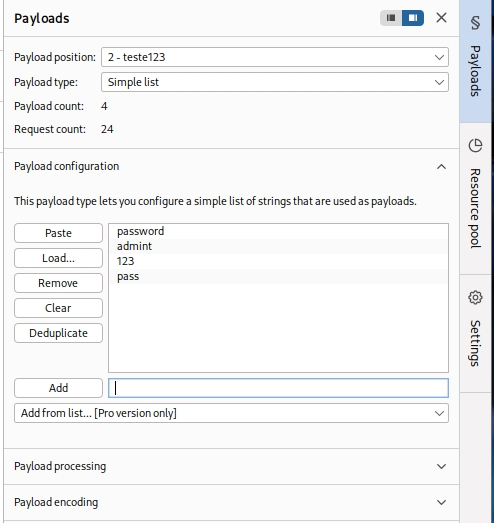 Payloads
Payload position: 2 - teste123
Payload type: Simple list
Payload count: 4
Request count: 24
Payload configuration
This payload type lets you configure a simple list of strings that are used as payloads.
Paste
Load...
Remove
Clear
Deduplicate
password
admint
123
pass
Add
Add from list... [Pro version only]
Payload processing
Payload encoding
Payloads
Resource pool
Settings